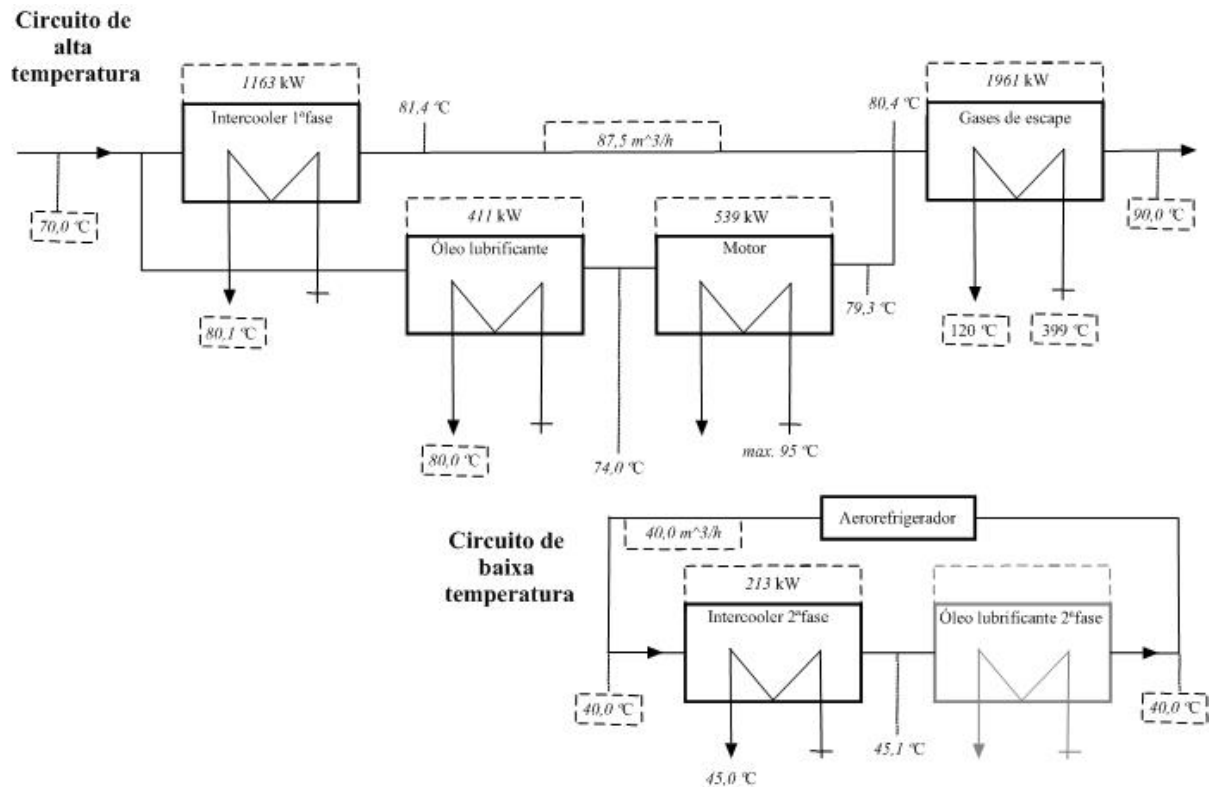 Circuito de
alta
temperatura
1163 kW
Intercooler 1ªfase
81,4 ºC
87,5 m^3/h
80,4 ºC
1961 kW
Gases de escape
70,0 ºC
411 kW
Óleo lubrificante
539 kW
Motor
90,0 ºC
80,1 ºC
79,3 ºC
120 ºC
399 ºC
80,0 ºC
74,0 ºC
max. 95 ºC
Circuito de
baixa
temperatura
40,0 m^3/h
Aerorefrigerador
213 kW
Intercooler 2ªfase
Óleo lubrificante 2ªfase
40,0 ºC
45,0 ºC
45,1 ºC
40,0 ºC